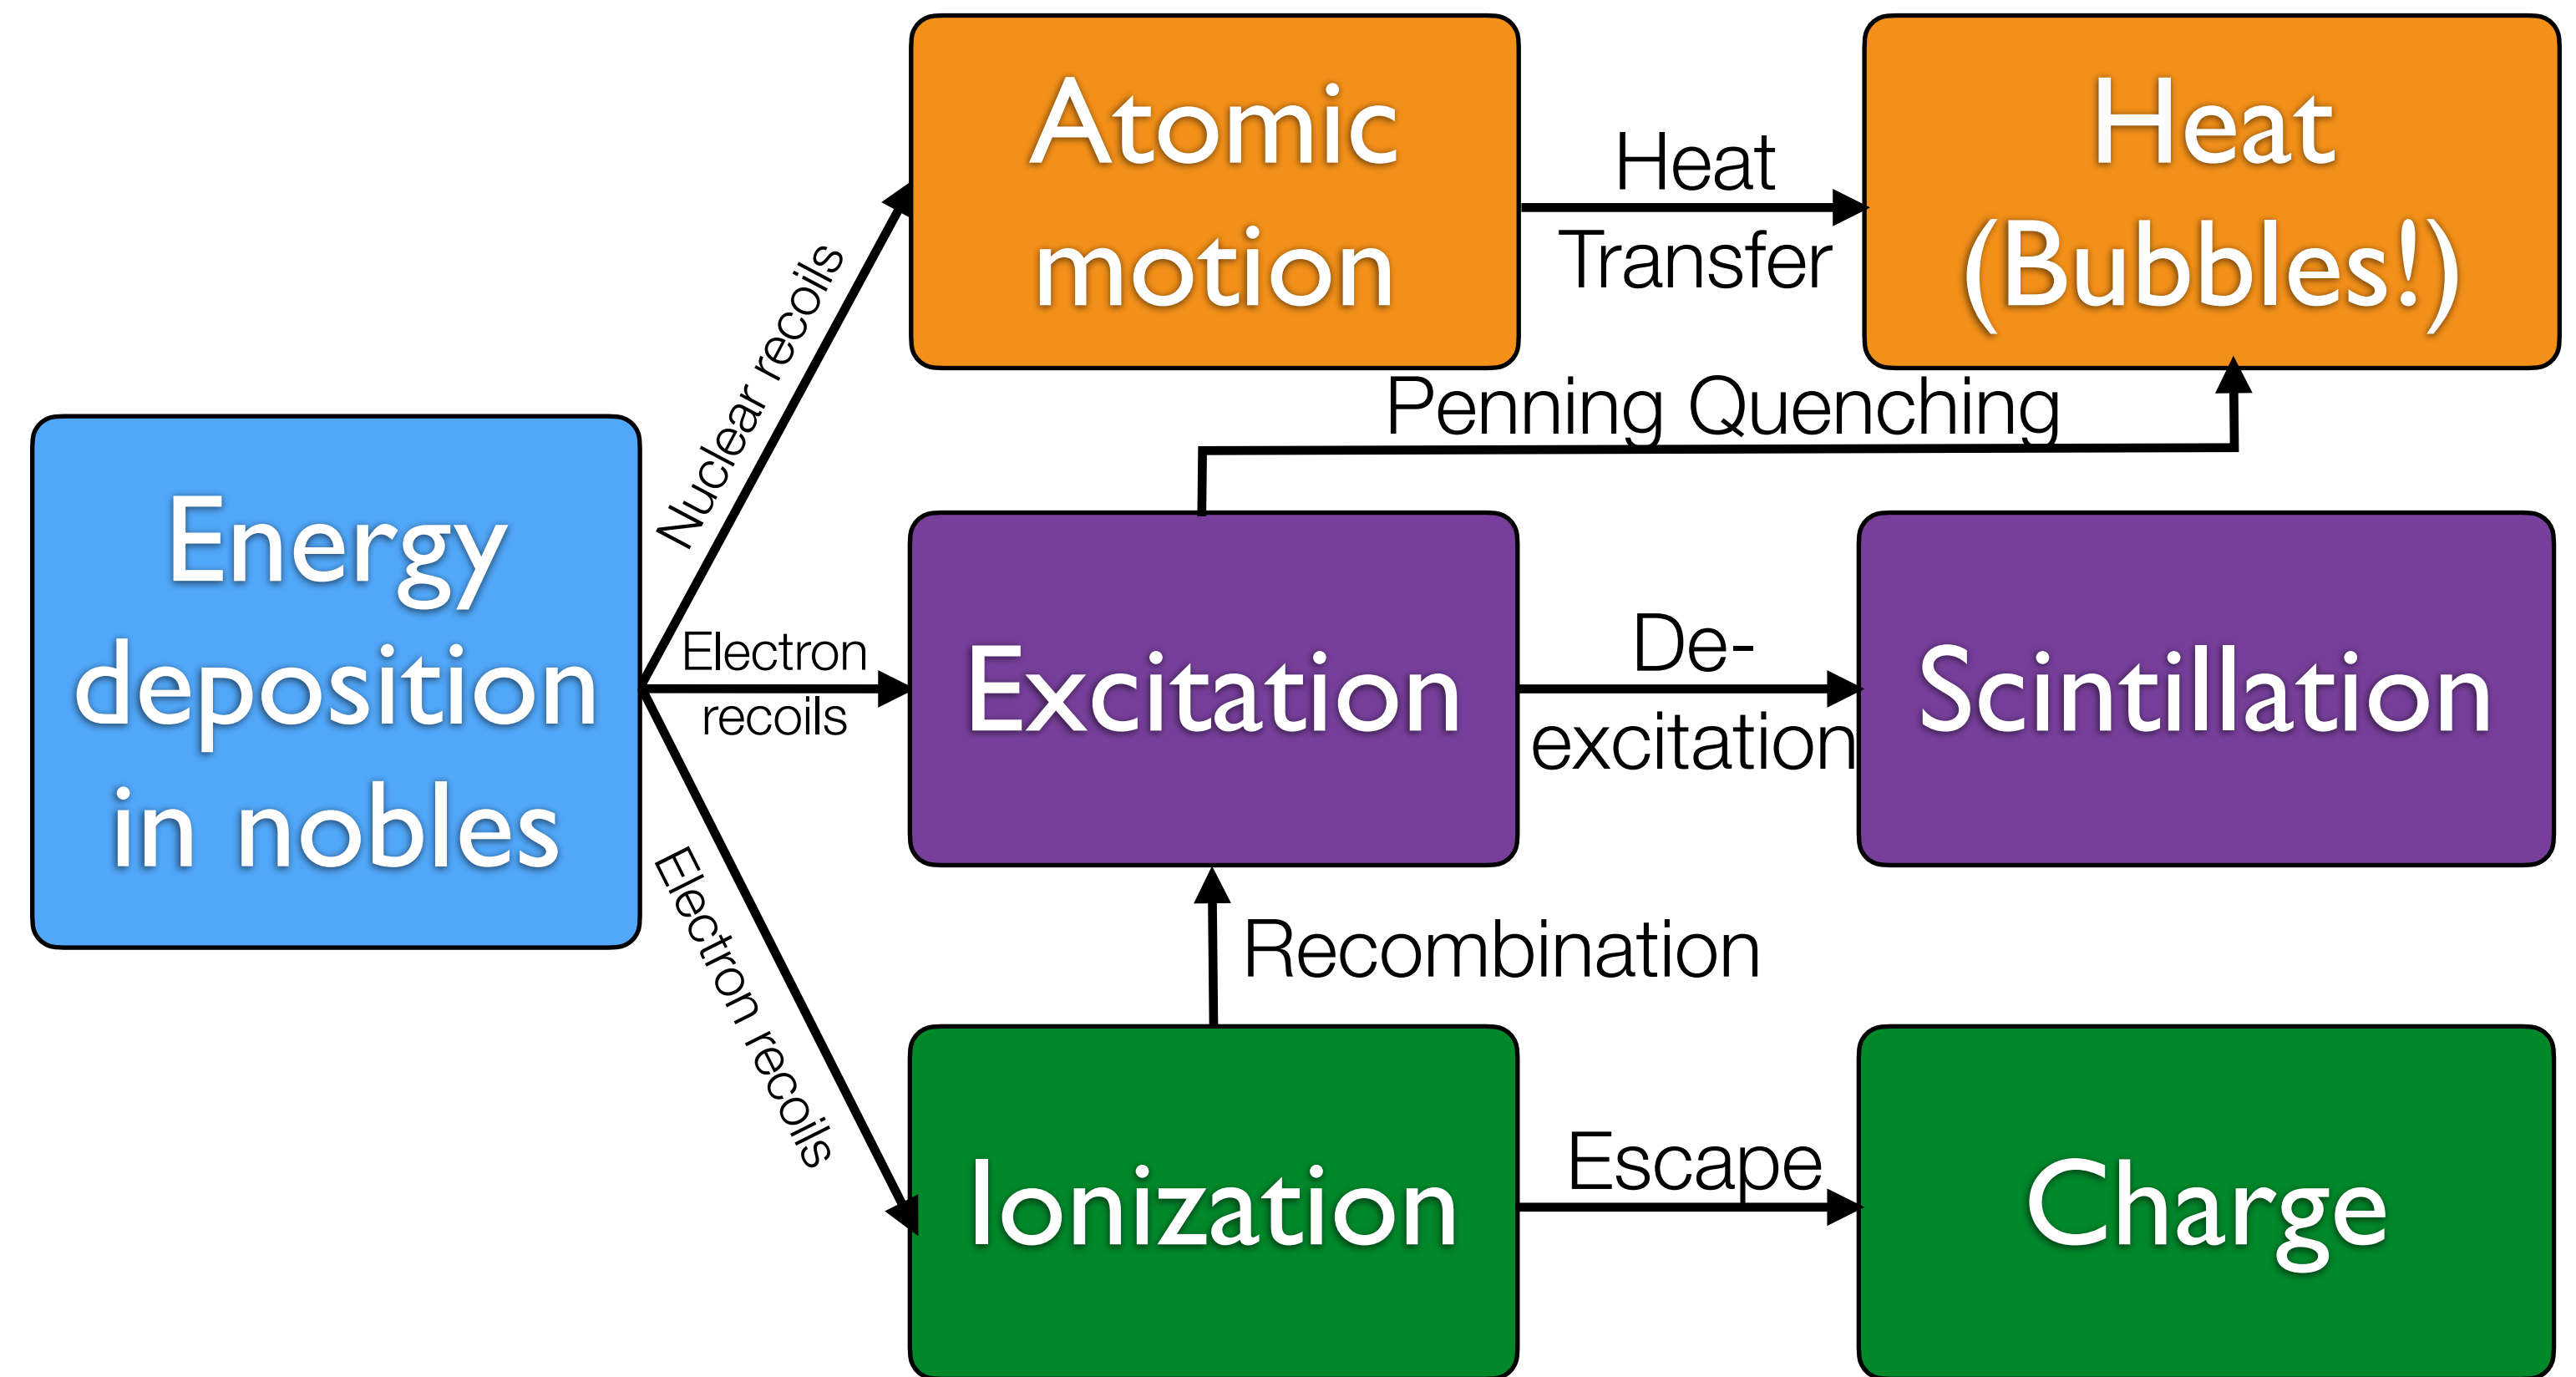 Energy
deposition
in nobles
Nuclear recoils
Electron
recoils
Electron recoils
Atomic
motion
Heat
Transfer
Heat
(Bubbles!)
Penning Quenching
Excitation
De-
excitation
Scintillation
Recombination
Ionization
Escape
Charge